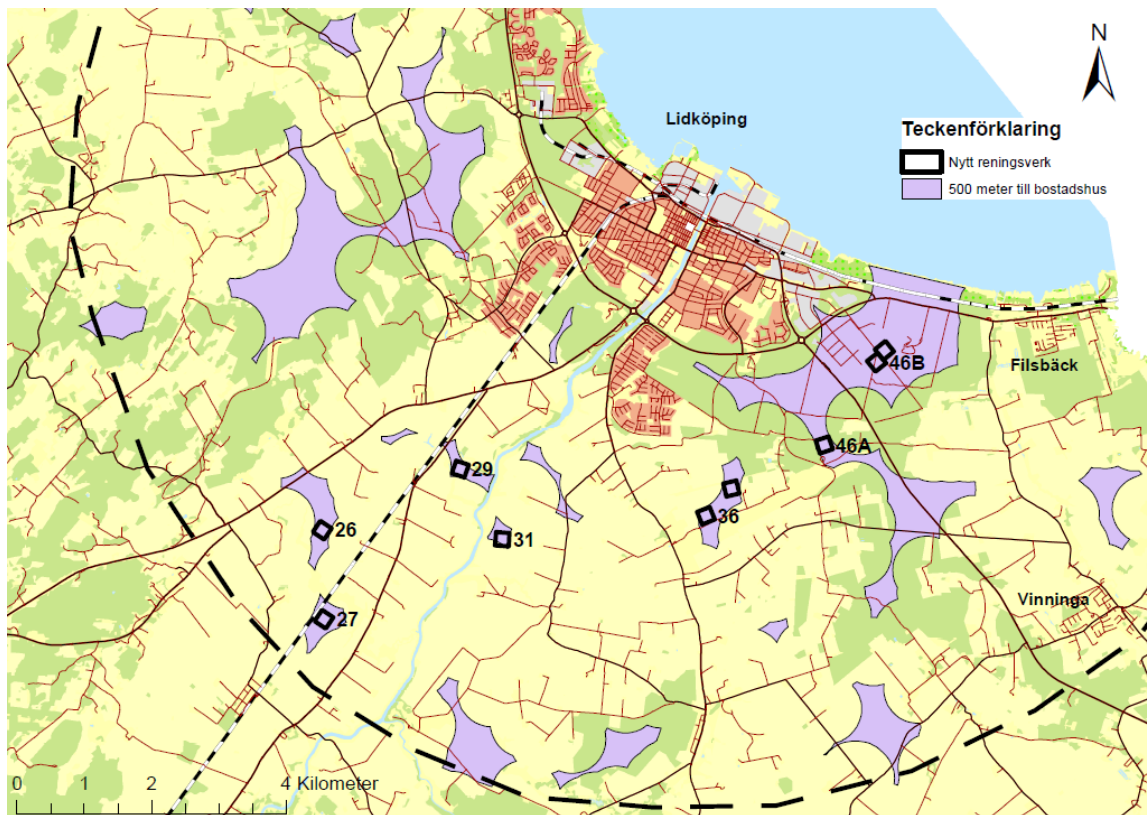 N
Lidköping
Teckenförklaring
Nytt reningsverk
500 meter till bostadshus
46B
Filsbäck
46A
29
36
26
31
Vinninga
27
0 1 2 4 Kilometer